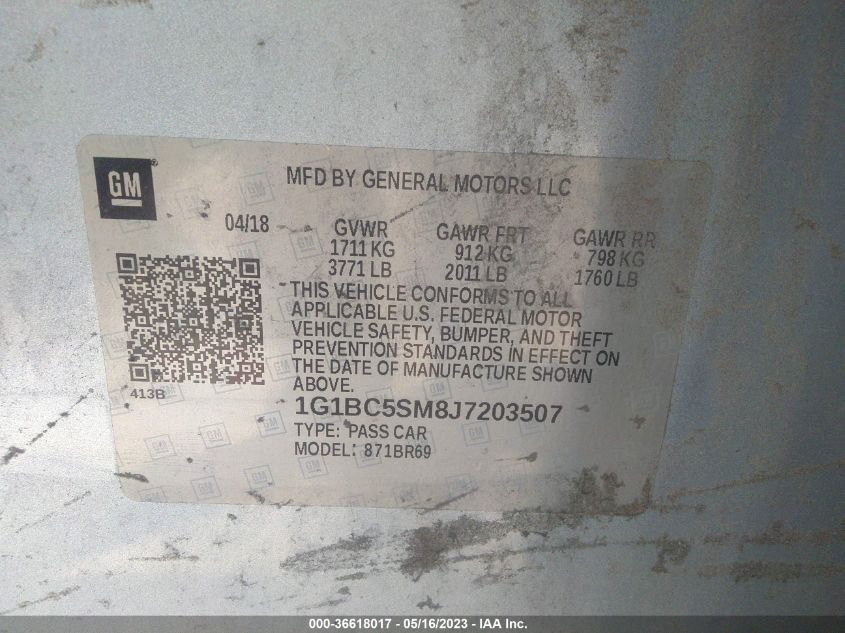 GM
MFD BY GENERAL MOTORS LLC
04/18 GVWR GAWR FRT GAWR RR
1711 KG 912 KG 798 KG
3771 LB 2011 LB 1760 LB
THIS VEHICLE CONFORMS TO ALL
APPLICABLE U.S. FEDERAL MOTOR
VEHICLE SAFETY, BUMPER, AND THEFT
PREVENTION STANDARDS IN EFFECT ON
THE DATE OF MANUFACTURE SHOWN
ABOVE.
413B
1G1BC5SM8J7203507
TYPE: PASS CAR
MODEL: 871BR69
000-36618017 - 05/16/2023 - IAA Inc.